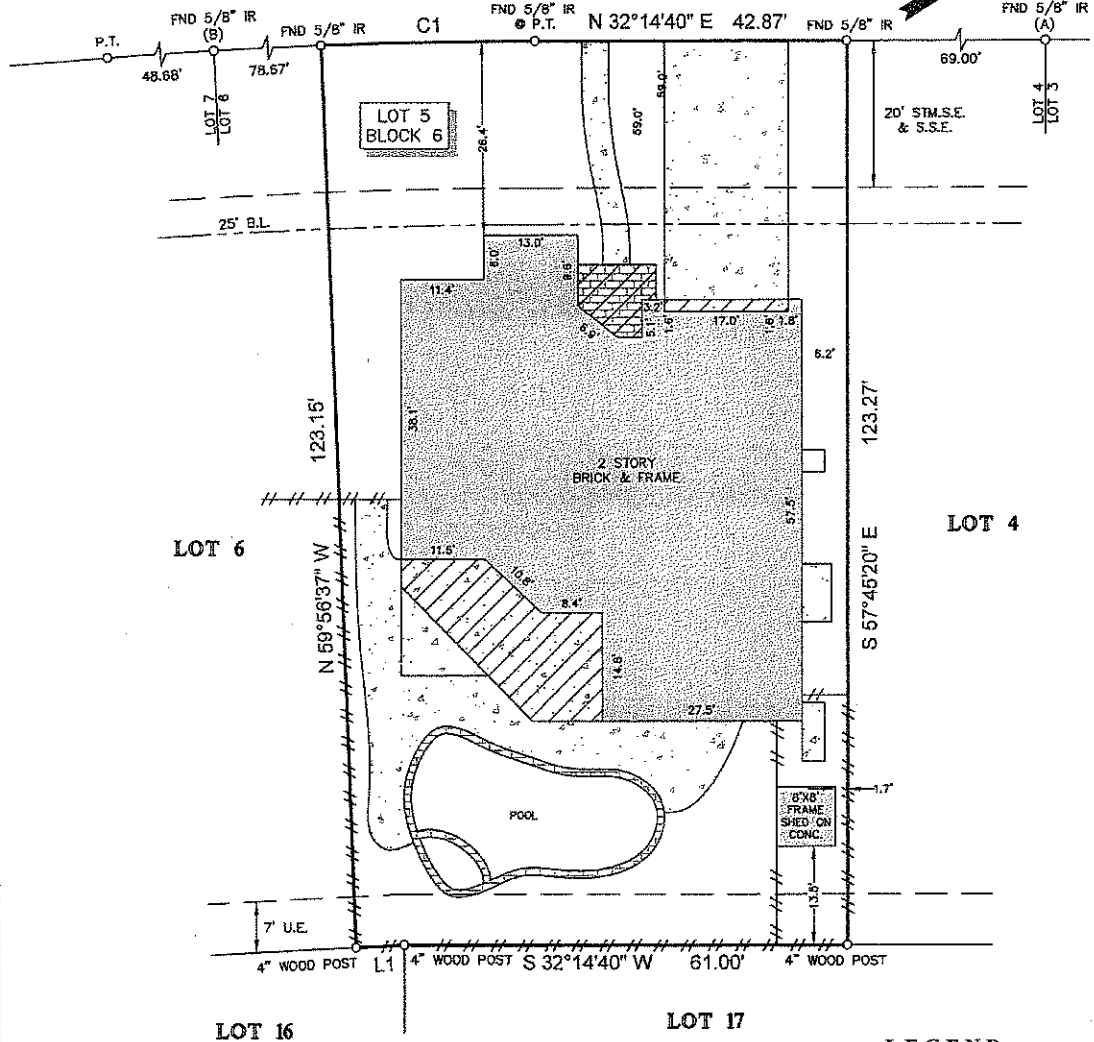 P.T.
FND 5/8" IR
(B)
FND 5/8" IR
C1
FND 5/8" IR
@ P.T.
N 32°14'40" E 42.87'
FND 5/8" IR
FND 5/8" IR
(A)
48.68'
78.67'
69.00'
LOT 7
LOT 6
LOT 4
LOT 3
LOT 5
BLOCK 6
26.4'
59.0'
59.0'
20' STM.S.E.
& S.S.E.
25' B.L.
13.0'
6.0'
11.4'
3.2'
5.1'
1.6'
17.0'
1.6'
1.8'
6.2'
38.1'
123.15'
123.27'
2 STORY
BRICK & FRAME
57.5'
LOT 6
LOT 4
N 59°56'37" W
S 57°45'20" E
11.5'
10.8'
8.4'
14.8'
27.5'
POOL
8'X8'
FRAME
SHED ON
CONC.
1.7'
13.5'
7' U.E.
4" WOOD POST
L1
4" WOOD POST
S 32°14'40" W 61.00'
4" WOOD POST
LOT 16
LOT 17
LEGEND